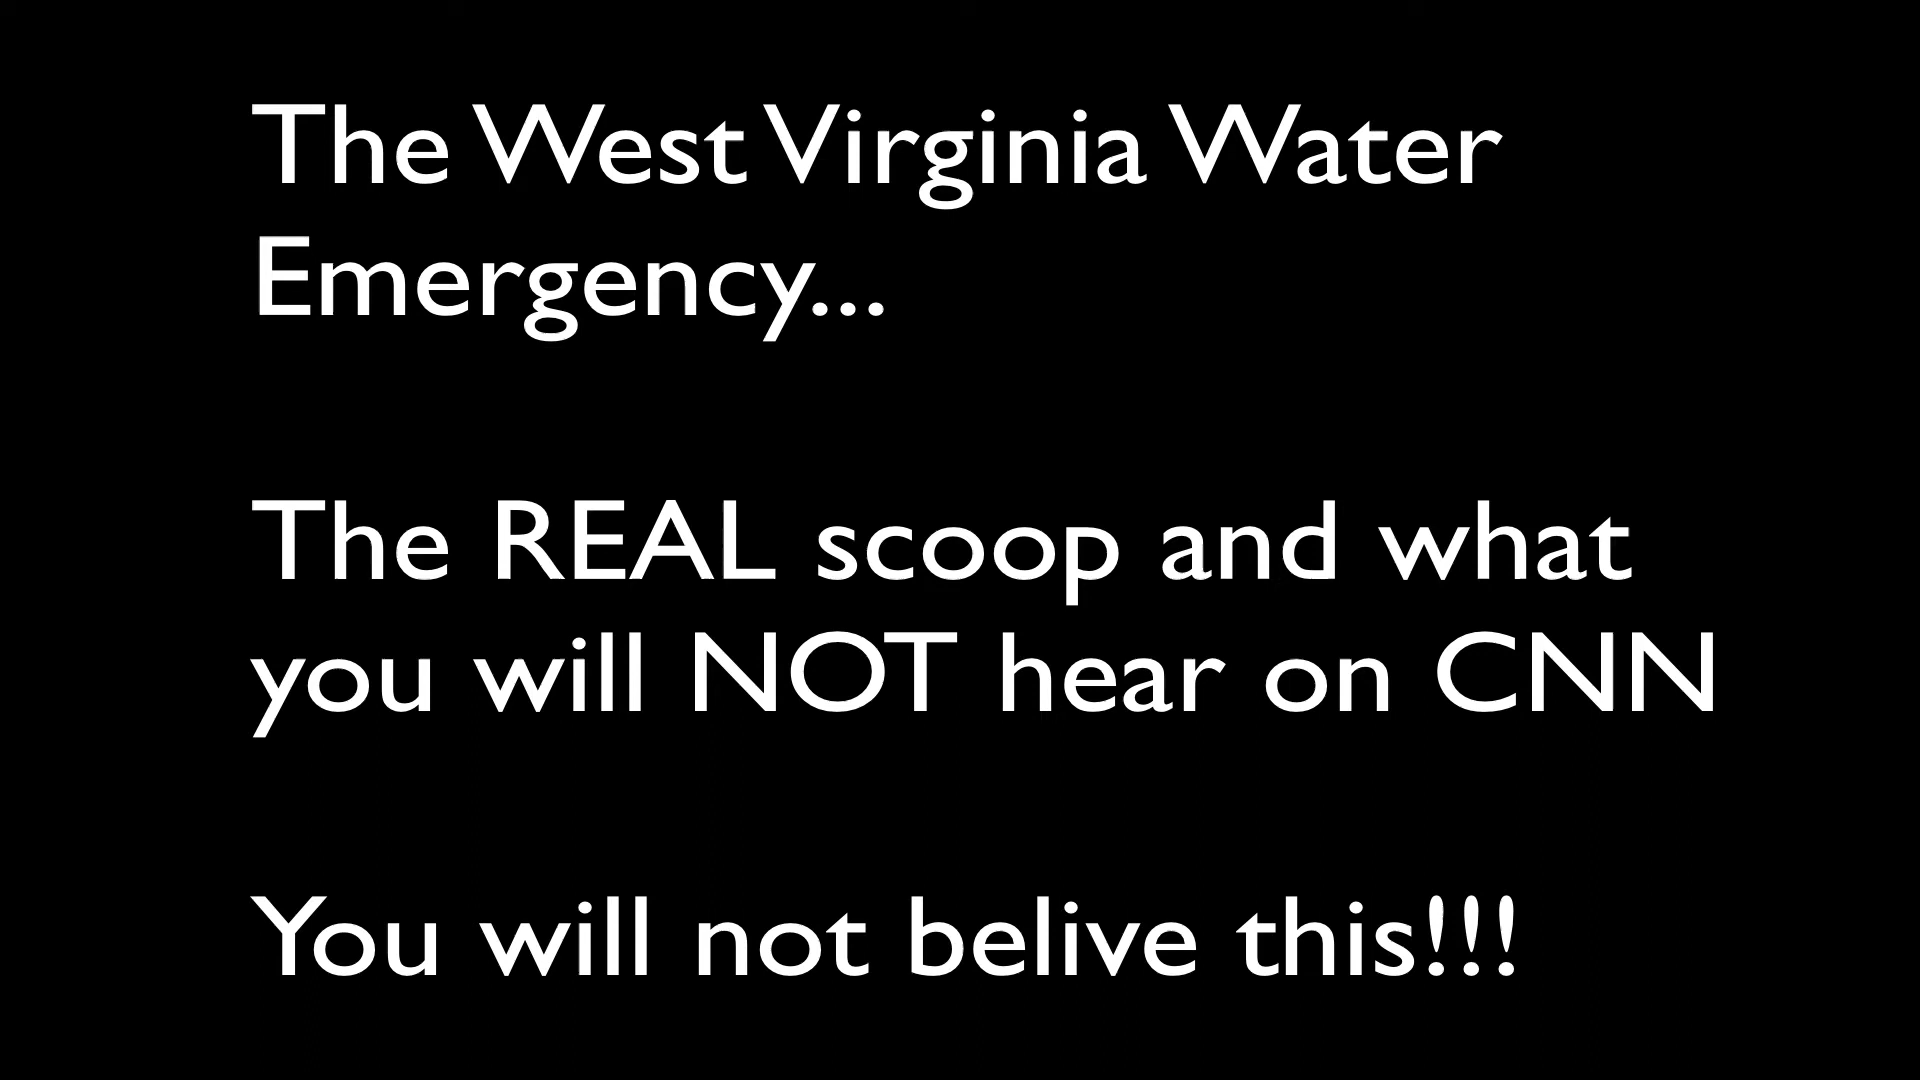 The West Virginia Water
Emergency...
The REAL scoop and what
you will NOT hear on CNN
You will not belive this!!!